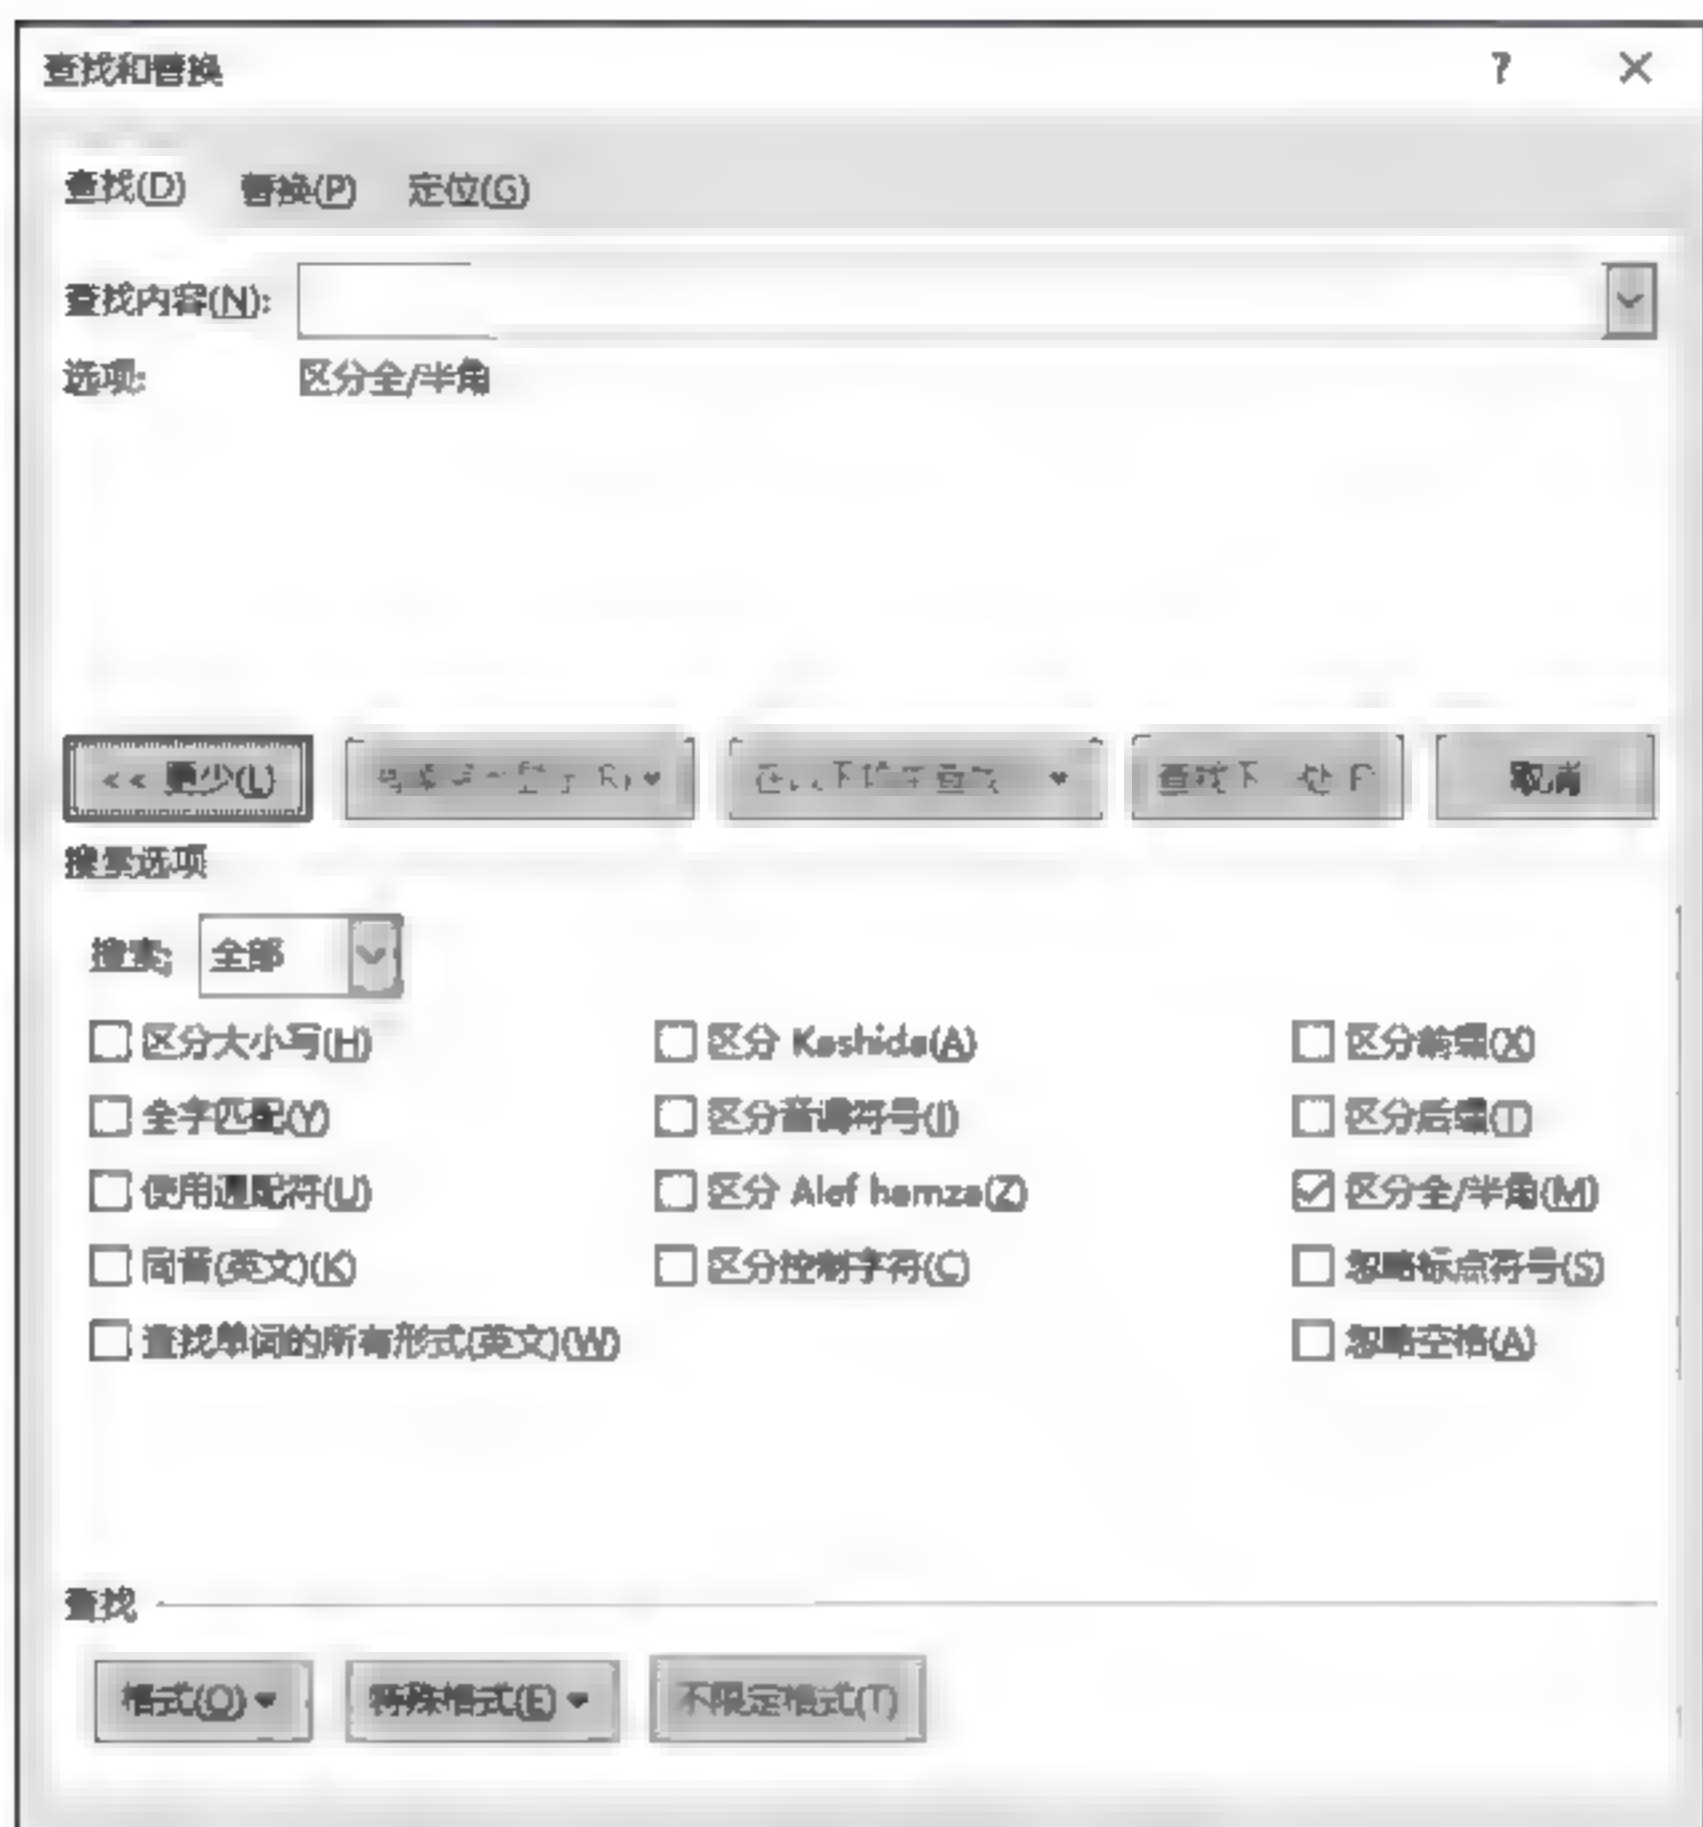 查找和替换 ?
查找(D) 替换(P) 定位(G)
查找内容(N):
选项: 区分全/半角
<< 更少(L) 查找下一处(F) 取消
搜索选项
搜索: 全部
区分大小写(H) 区分 Kashida(A) 区分前缀(X)
全字匹配(Y) 区分音调符号(I) 区分后缀(T)
使用通配符(U) 区分 Alef hamza(Z) 区分全/半角(M)
同音(英文)(K) 区分控制字符(C) 忽略标点符号(S)
查找单词的所有形式(英文)(W) 忽略空格(A)
查找
格式(O) 特殊格式(E) 不限定格式(T)